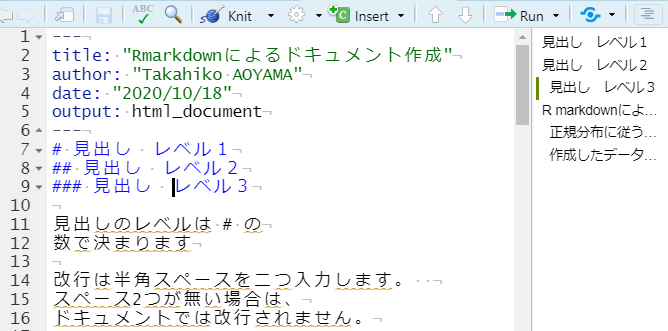 ABC
Knit
Insert
Run
1 ---
2 title: "Rmarkdownによるドキュメント作成"
3 author: "Takahiko AOYAMA"
4 date: "2020/10/18"
5 output: html_document
6 ---
7 # 見出し　レベル１
8 ## 見出し　レベル２
9 ### 見出し　レベル３
10
11 見出しのレベルは # の
12 数で決まります
13
14 改行は半角スペースを二つ入力します。
15 スペース2つが無い場合は、
16 ドキュメントでは改行されません。
見出し　レベル１
見出し　レベル２
見出し　レベル３
R markdownによ...
正規分布に従う...
作成したデータ...